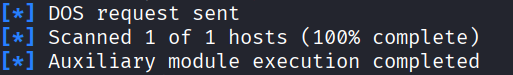 [*] DOS request sent
[*] Scanned 1 of 1 hosts (100% complete)
[*] Auxiliary module execution completed